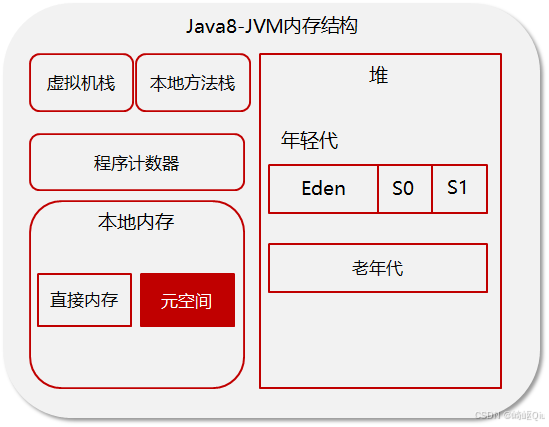 Java8-JVM内存结构
虚拟机栈
本地方法栈
程序计数器
本地内存
直接内存
元空间
堆
年轻代
Eden
S0
S1
老年代